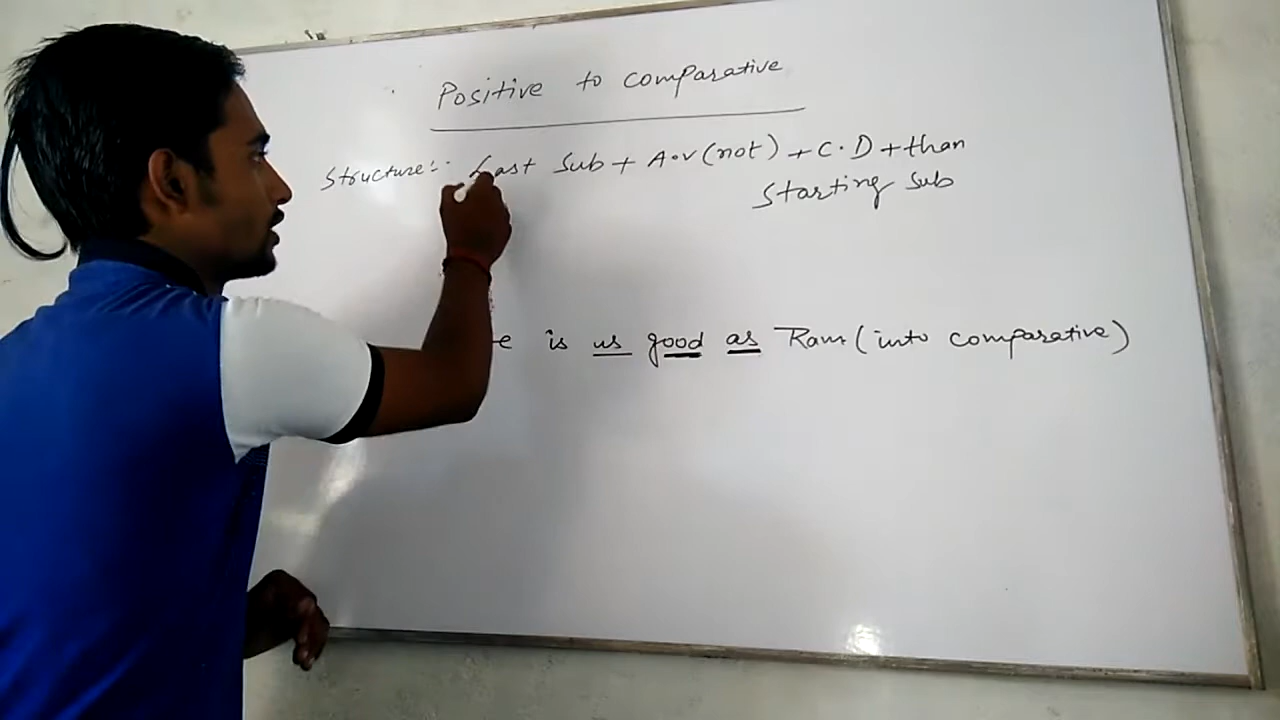 Positive to comparative
Structure:- Last Sub + A.V (not) + C.D + than
Starting Sub
is as good as Ram (into comparative)